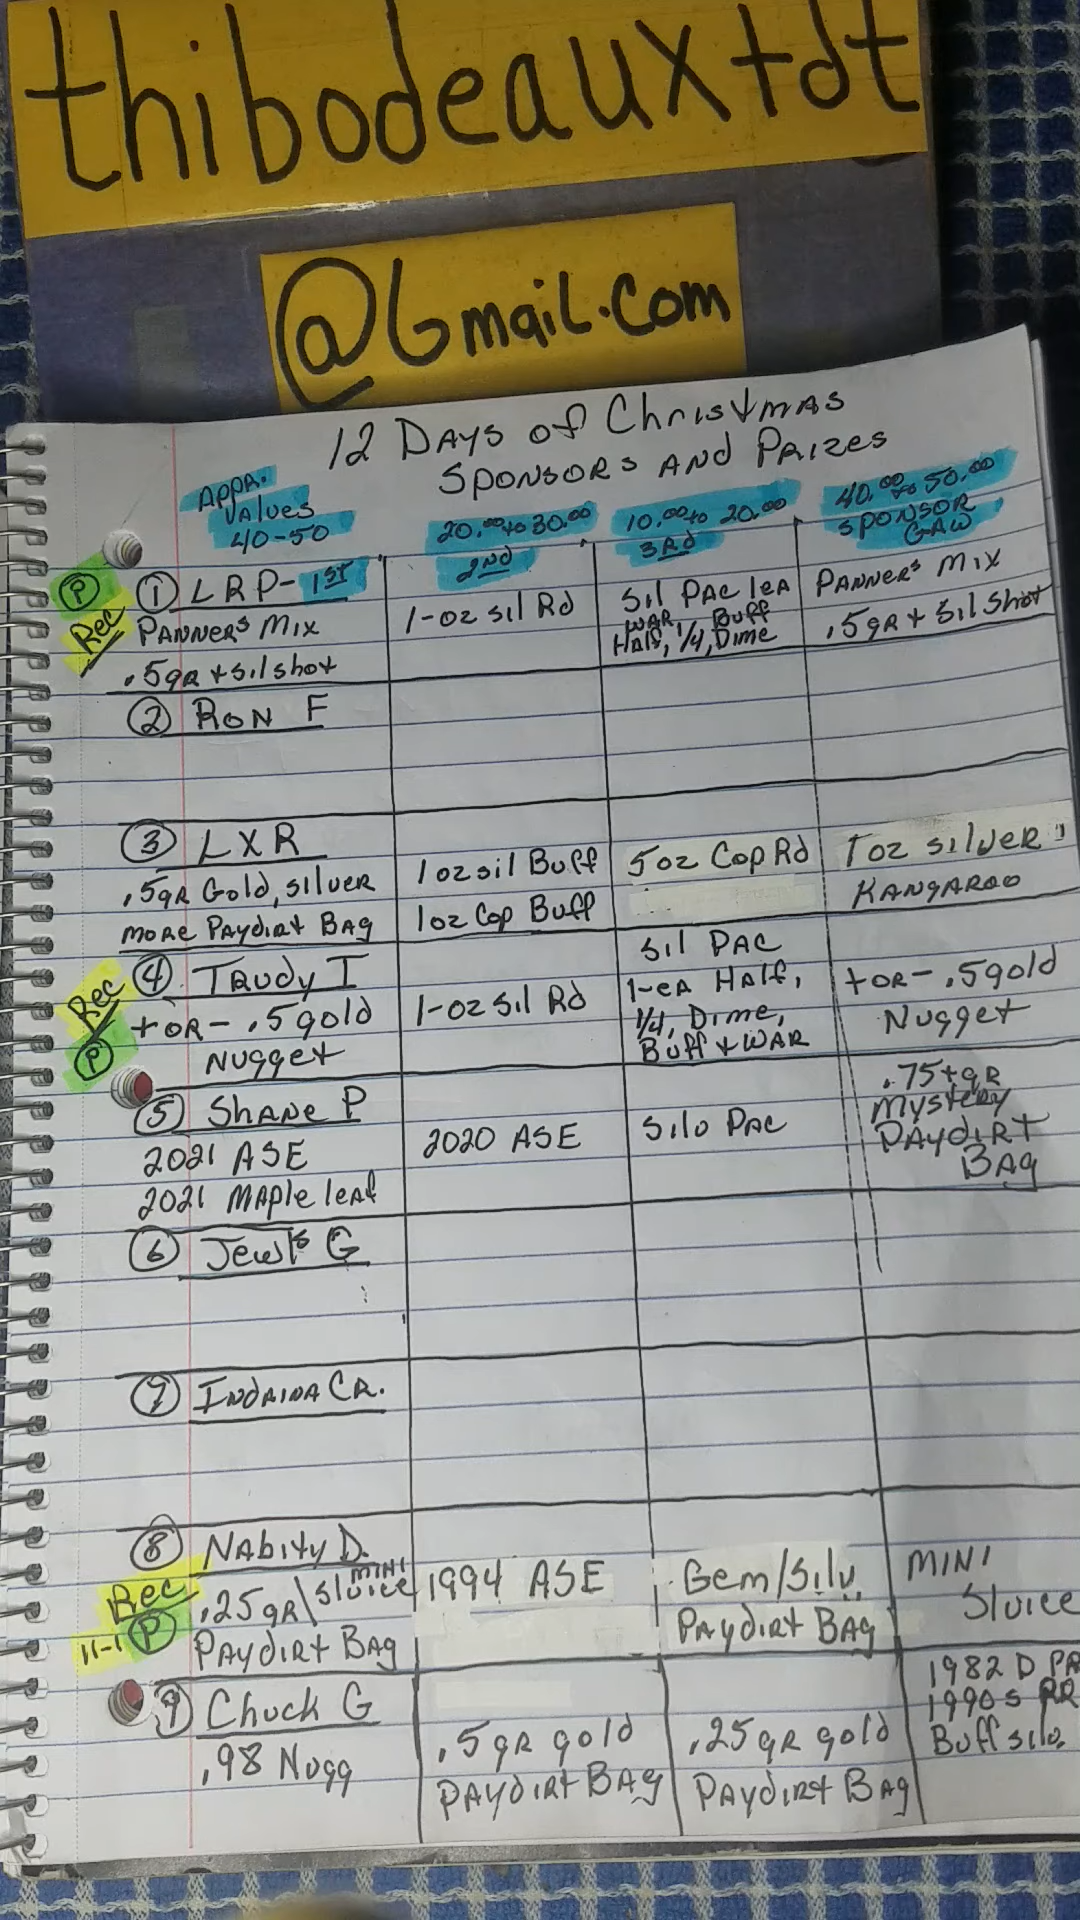 thibodeauxtdt
@Gmail.com
12 Days of Christmas
Sponsors and Prizes
Appr. Values 40-50
20.00 to 30.00 2nd
10.00 to 20.00 3rd
40.00 to 50.00 Sponsor GAW
P
Rec
① LRP- 1st
Panners Mix
.5gr + sil shot
1-oz sil Rd
Sil Pac 1ea
War, Buff
Half, 1/4, Dime
Panners Mix
.5gr + sil shot
② Ron F
③ LXR
.5gr Gold, silver
more Paydirt Bag
1oz sil Buff
1oz Cop Buff
5oz Cop Rd
1oz silver
Kangaroo
Rec
P
④ Trudy I
+ or - .5gold
Nugget
1-oz sil Rd
Sil Pac
1-ea Half,
1/4, Dime,
Buff + War
+ or - .5gold
Nugget
⑤ Shane P
2021 ASE
2021 Maple leaf
2020 ASE
Silv Pac
.75+gr
Mystery
Paydirt
Bag
⑥ Jewls G
⑦ Indaina Cr.
⑧ Nabity D.
Rec
11-1 P
.25gr\ mini sluice
Paydirt Bag
1994 ASE
Gem/Silv
Paydirt Bag
Mini
Sluice
⑨ Chuck G
.98 Nugg
.5gr gold
Paydirt Bag
.25gr gold
Paydirt Bag
1982 D PR
1990 s PR
Buff silv.